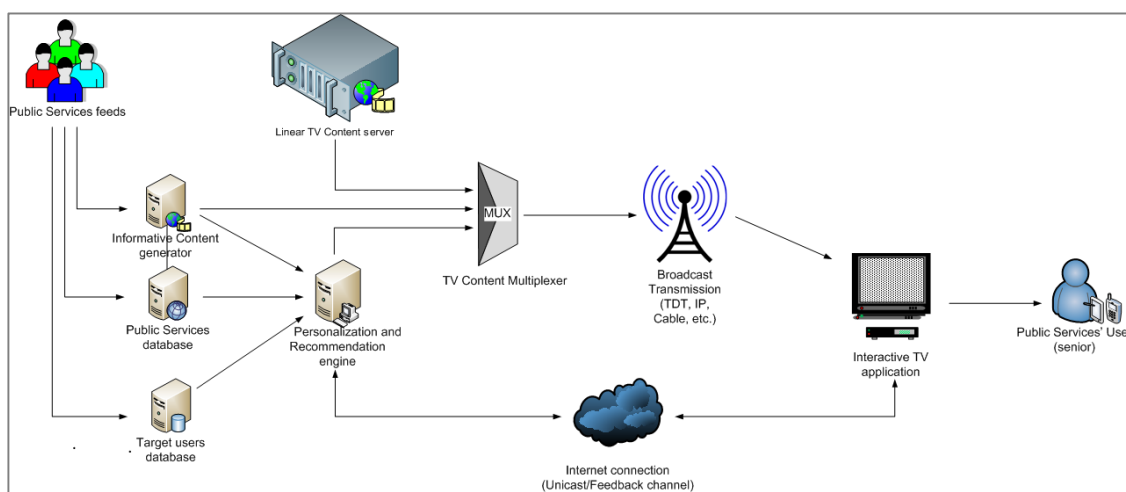 Public Services feeds
Linear TV Content server
MUX
Informative Content
generator
TV Content Multiplexer
Broadcast
Transmission
(TDT, IP,
Cable, etc.)
Public Services
database
Personalization and
Recommendation
engine
Interactive TV
application
Public Services' Use
(senior)
Target users
database
Internet connection
(Unicast/Feedback channel)